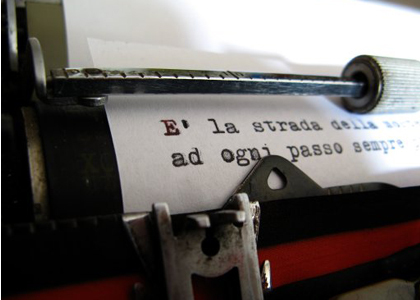 E' la strada della
ad ogni passo sempre